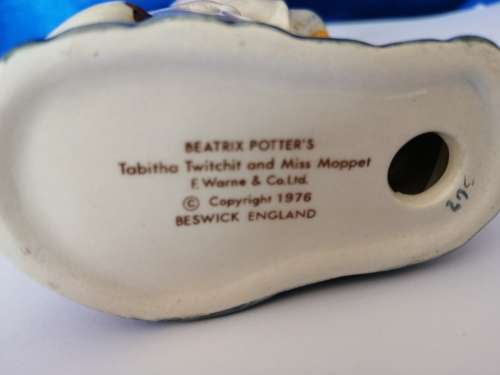 BEATRIX POTTER'S
Tabitha Twitchit and Miss Moppet
F. Warne & Co. Ltd.
© Copyright 1976
BESWICK ENGLAND